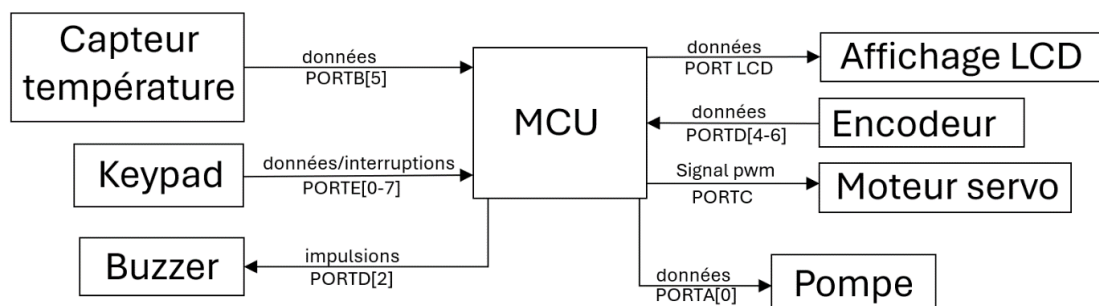 Capteur
température
données
PORTB[5]
MCU
données
PORT LCD
Affichage LCD
données
PORTD[4-6]
Encodeur
Keypad
données/interruptions
PORTE[0-7]
Signal pwm
PORTC
Moteur servo
Buzzer
impulsions
PORTD[2]
données
PORTA[0]
Pompe